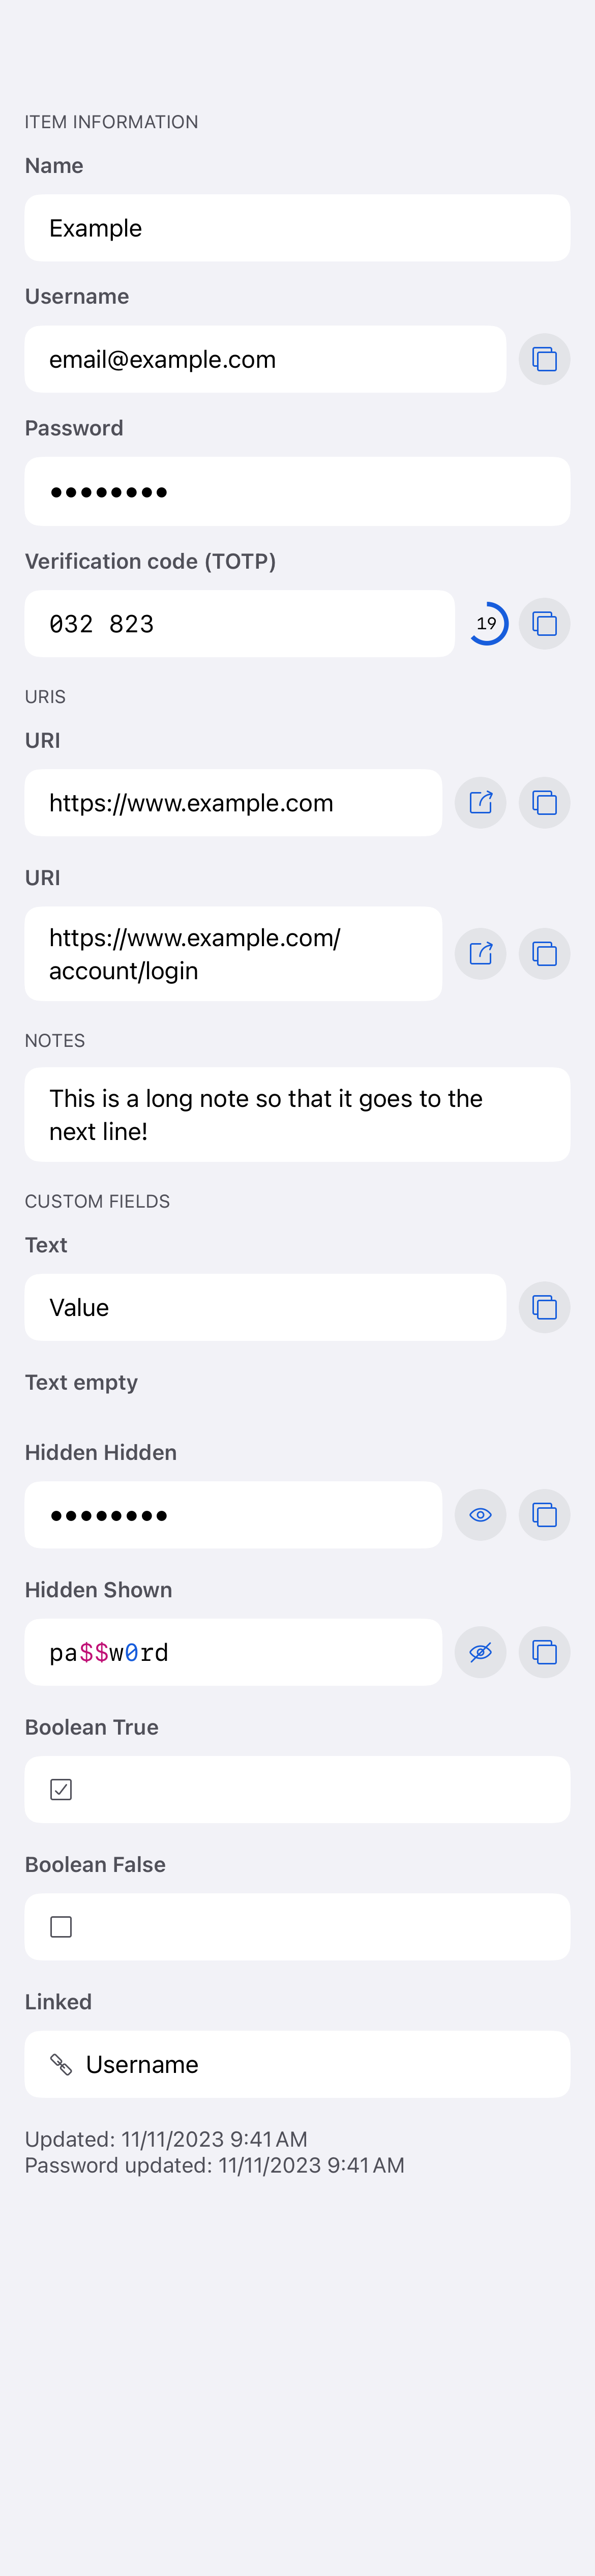 ITEM INFORMATION
Name
Example
Username
email@example.com
Password
••••••••
Verification code (TOTP)
032 823
19
URIS
URI
https://www.example.com
URI
https://www.example.com/
account/login
NOTES
This is a long note so that it goes to the
next line!
CUSTOM FIELDS
Text
Value
Text empty
Hidden Hidden
••••••••
Hidden Shown
pa$$w0rd
Boolean True
Boolean False
Linked
Username
Updated: 11/11/2023 9:41 AM
Password updated: 11/11/2023 9:41 AM